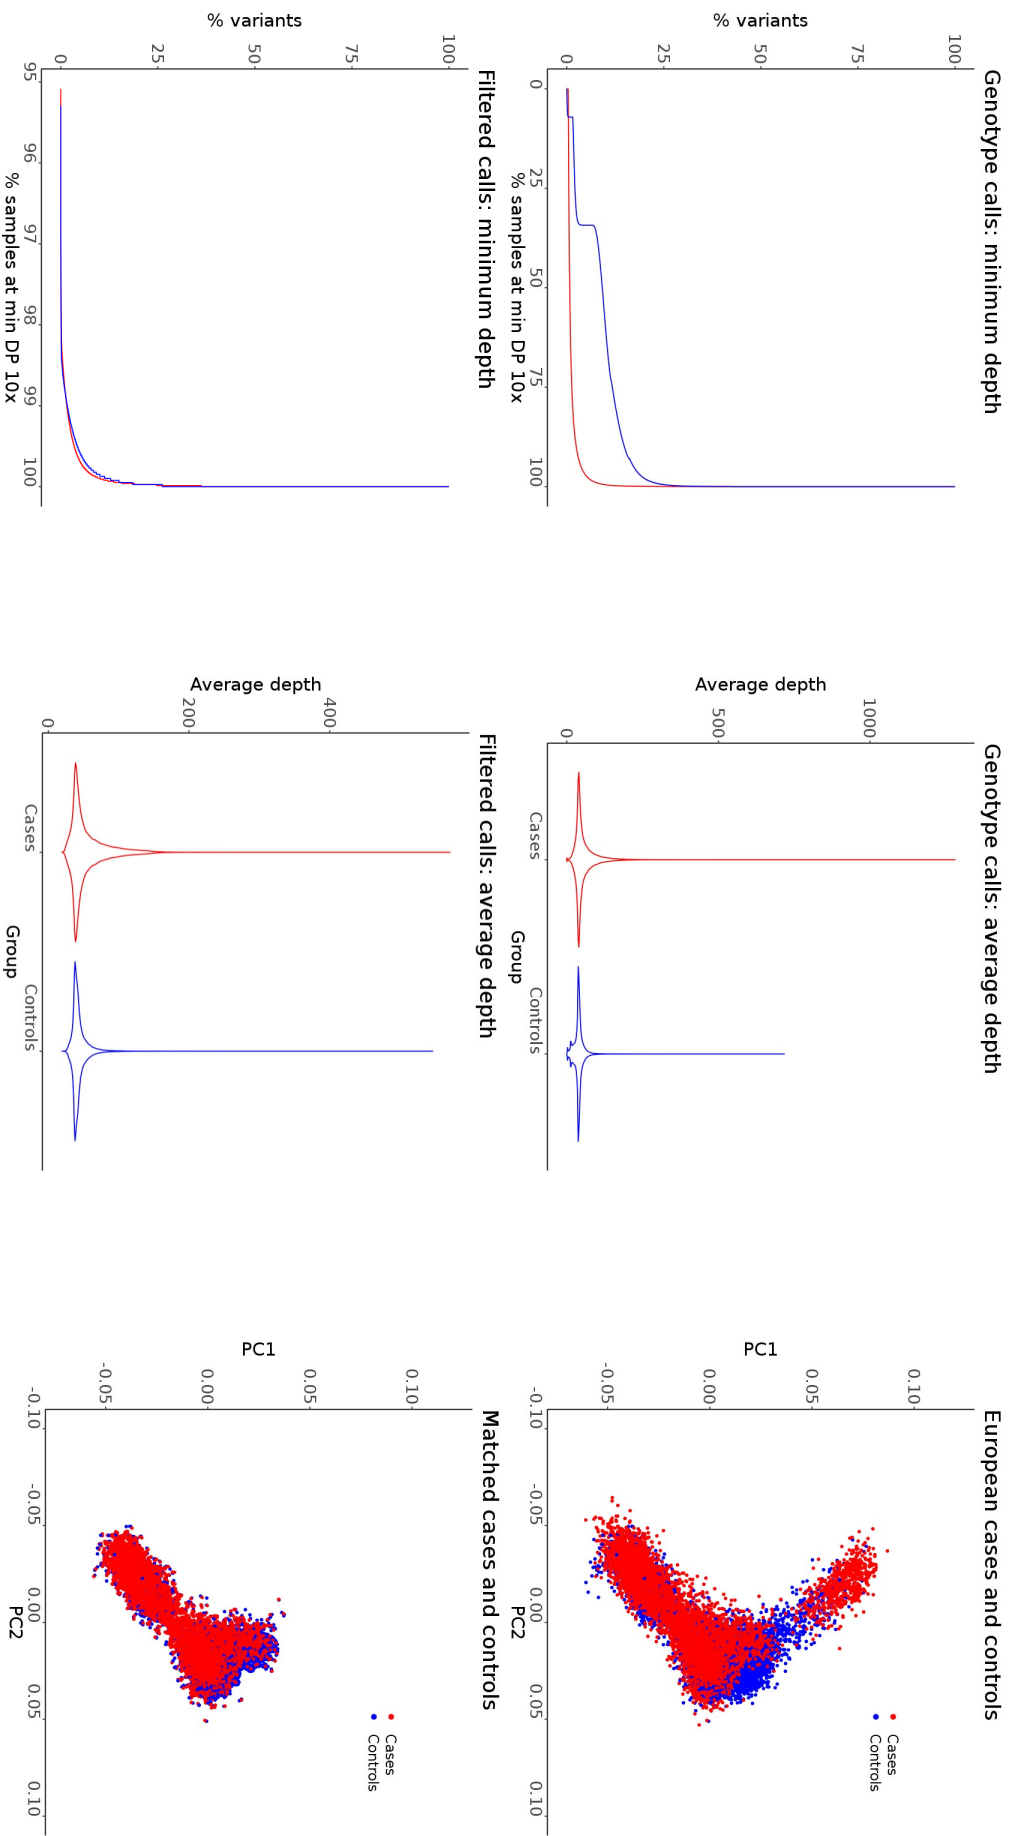 Genotype calls: minimum depth
% variants
100
75
50
25
0
0
25
50
75
100
% samples at min DP 10x
Genotype calls: average depth
Average depth
1000
500
0
Cases
Controls
Group
European cases and controls
PC1
0.10
0.05
0.00
-0.05
-0.10
-0.05
0.00
0.05
0.10
PC2
Cases
Controls
Filtered calls: minimum depth
% variants
100
75
50
25
0
95
96
97
98
99
100
% samples at min DP 10x
Filtered calls: average depth
Average depth
400
200
0
Cases
Controls
Group
Matched cases and controls
PC1
0.10
0.05
0.00
-0.05
-0.10
-0.05
0.00
0.05
0.10
PC2
Cases
Controls